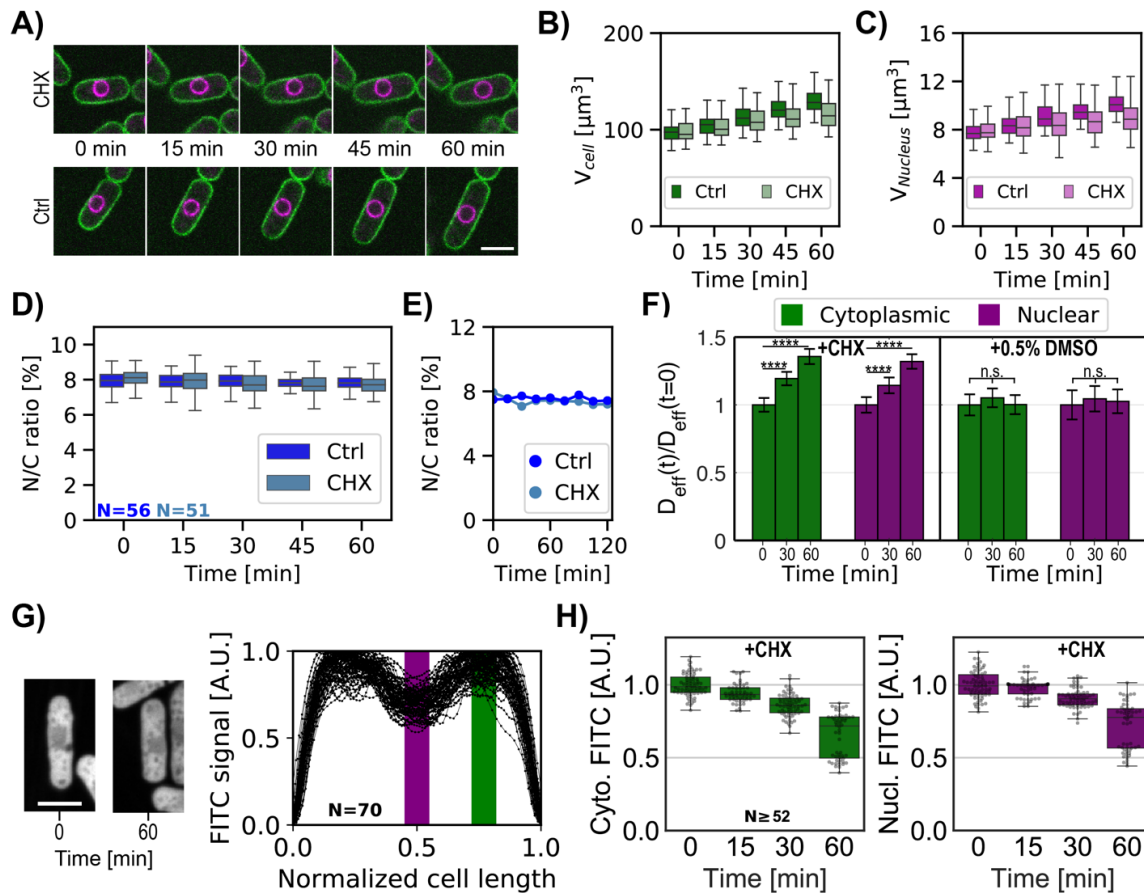 A)
CHX
0 min 15 min 30 min 45 min 60 min
Ctrl
B)
V_cell [µm³]
200
100
0
Ctrl CHX
0 15 30 45 60
Time [min]
C)
V_Nucleus [µm³]
16
12
8
4
0
Ctrl CHX
0 15 30 45 60
Time [min]
D)
N/C ratio [%]
10
8
6
4
2
0
Ctrl
CHX
N=56 N=51
0 15 30 45 60
Time [min]
E)
N/C ratio [%]
12
8
4
0
Ctrl
CHX
0 60 120
Time [min]
F)
Cytoplasmic Nuclear
D_eff(t)/D_eff(t=0)
1.5
1
0.5
0
+CHX
**** ****
**** ****
+0.5% DMSO
n.s. n.s.
0 30 60 0 30 60 0 30 60 0 30 60
Time [min] Time [min]
G)
0 60
Time [min]
FITC signal [A.U.]
1.0
0.5
0.0
N=70
0.0 0.5 1.0
Normalized cell length
H)
Cyto. FITC [A.U.]
1.0
0.5
0.0
+CHX
N≥52
0 15 30 60
Time [min]
Nucl. FITC [A.U.]
1.0
0.5
0.0
+CHX
0 15 30 60
Time [min]